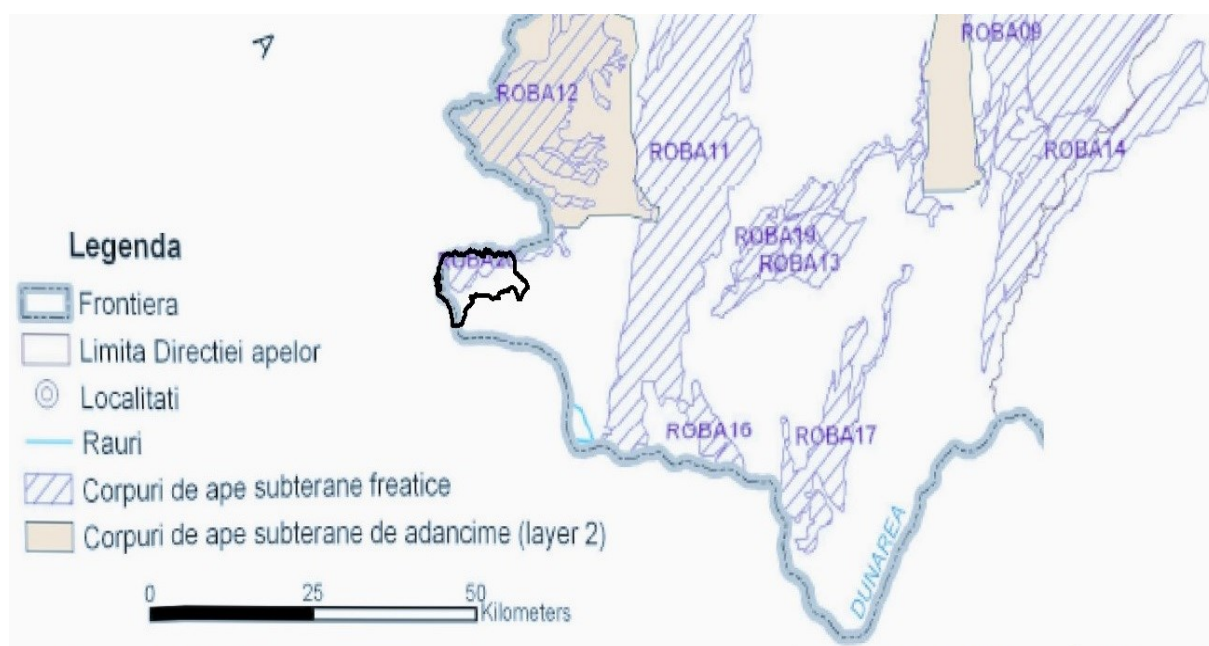 ROBA09
ROBA12
ROBA11
ROBA14
ROBA19
ROBA13
ROBA20
Legenda
Frontiera
Limita Directiei apelor
Localitati
Rauri
Corpuri de ape subterane freatice
Corpuri de ape subterane de adancime (layer 2)
ROBA16
ROBA17
DUNAREA
0 25 50
Kilometers